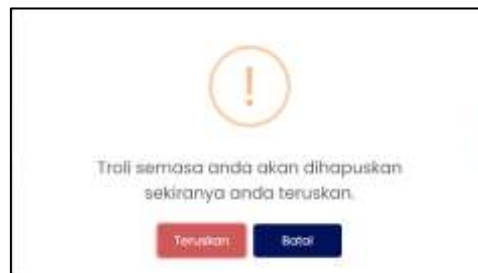 !
Troli semasa anda akan dihapuskan
sekiranya anda teruskan.
Teruskan
Batal